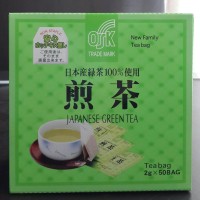 OSK
TRADE MARK
New Family
Teabag
日本産緑茶100%使用
煎茶
JAPANESE GREEN TEA
Teabag
2g×50BAG